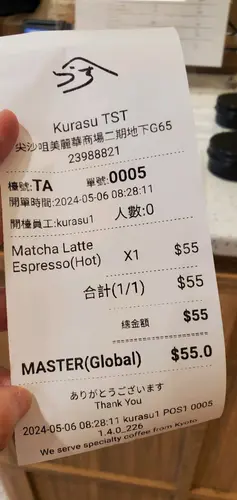 くらす
Kurasu TST
尖沙咀美麗華商場二期地下G65
23988821
檯號:TA 單號:0005
開單時間:2024-05-06 08:28:11
開檯員工:kurasu1 人數:0
Matcha Latte
Espresso(Hot) X1 $55
合計(1/1) $55
總金額 $55
MASTER(Global) $55.0
ありがとうございます
Thank You
2024-05-06 08:28:11 kurasu1 POS1 0005
1.4.0_226
We serve specialty coffee from Kyoto